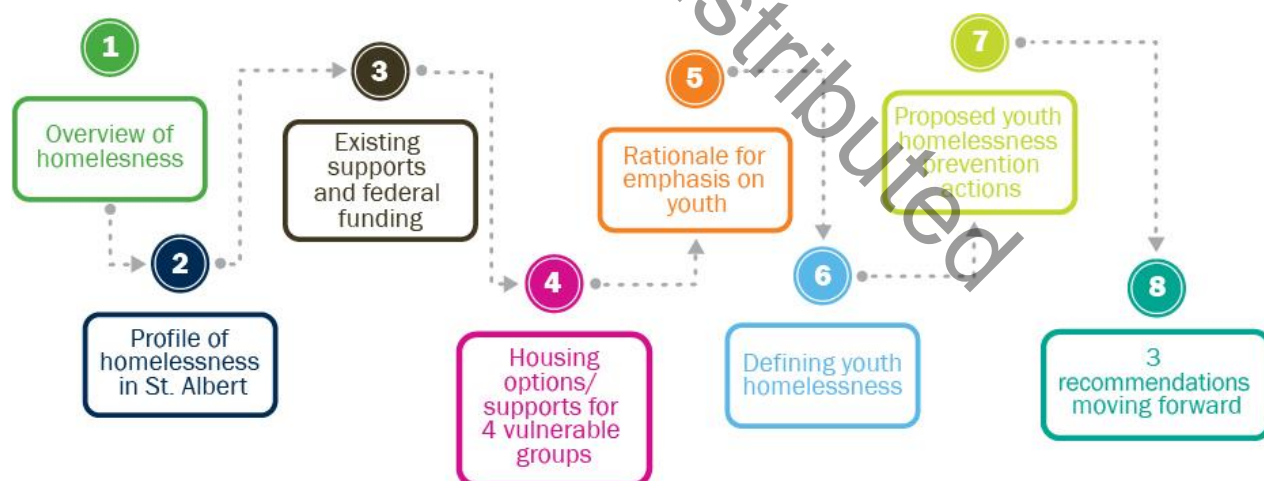 1
Overview of
homelesness
2
Profile of
homelessness
in St. Albert
3
Existing
supports
and federal
funding
4
Housing
options/
supports for
4 vulnerable
groups
5
Rationale for
emphasis on
youth
6
Defining youth
homelessness
7
Proposed youth
homelessness
prevention
actions
8
3
recommendations
moving forward